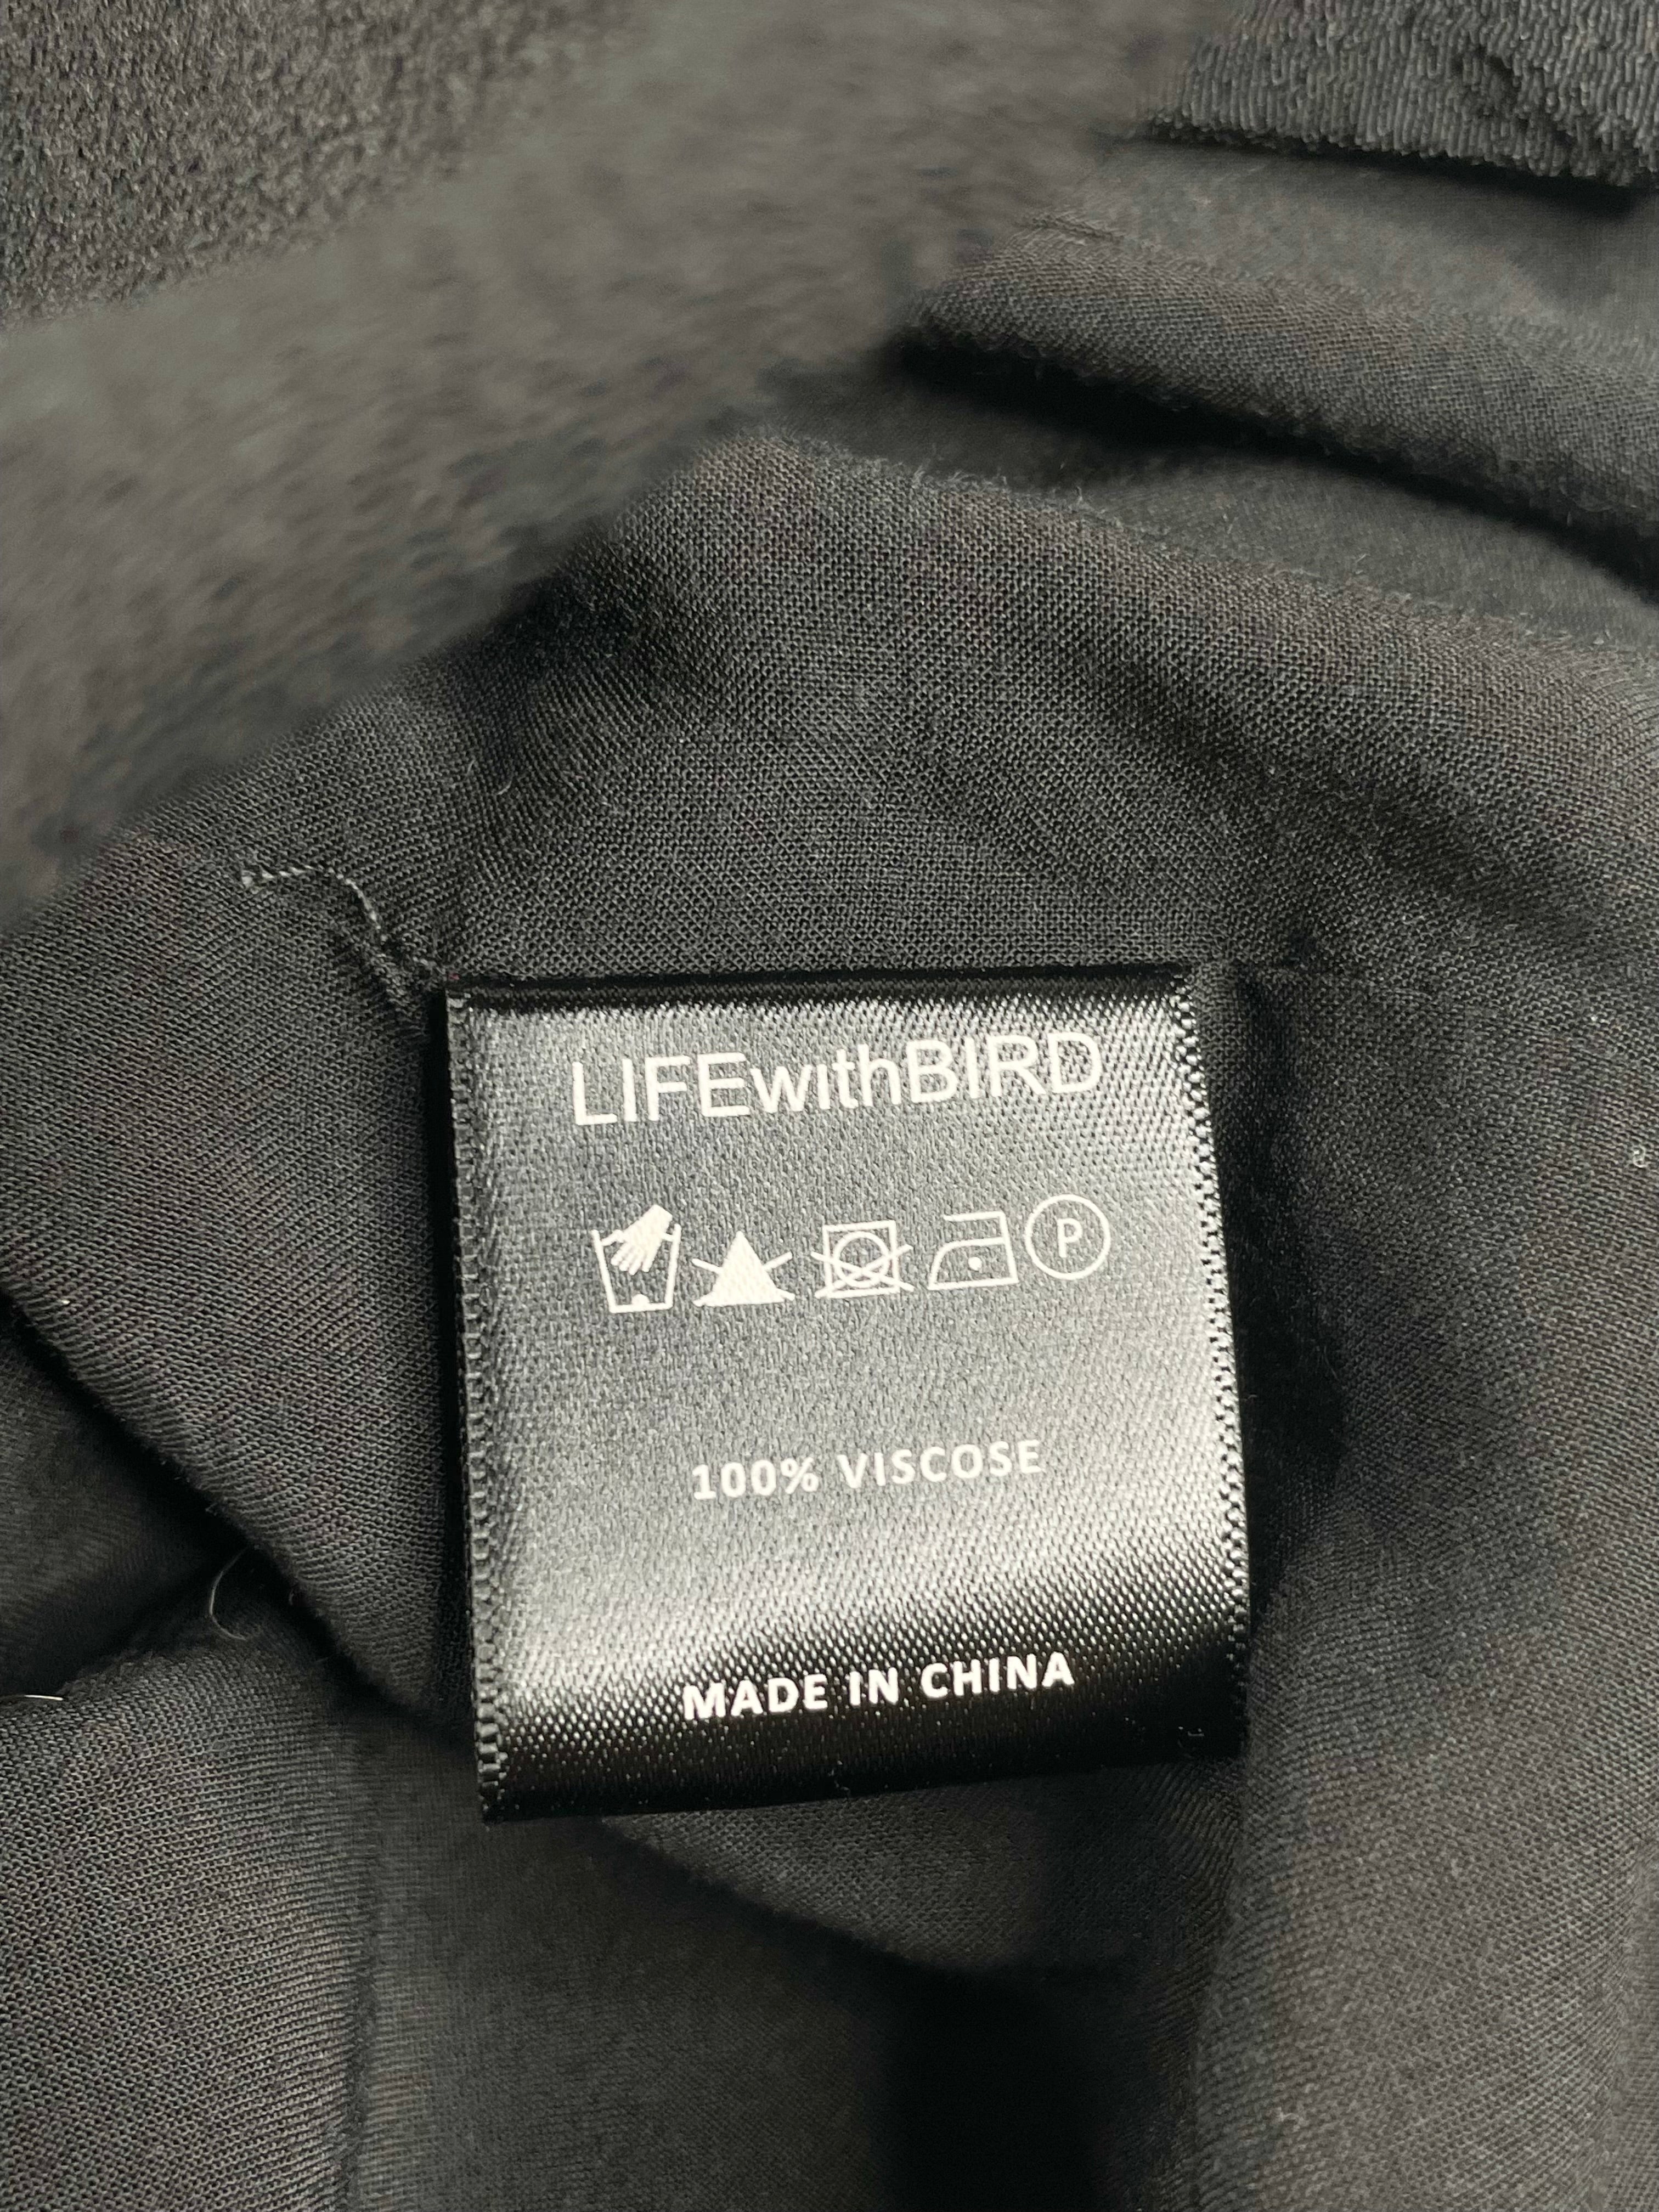 LIFEwithBIRD
P
100% VISCOSE
MADE IN CHINA